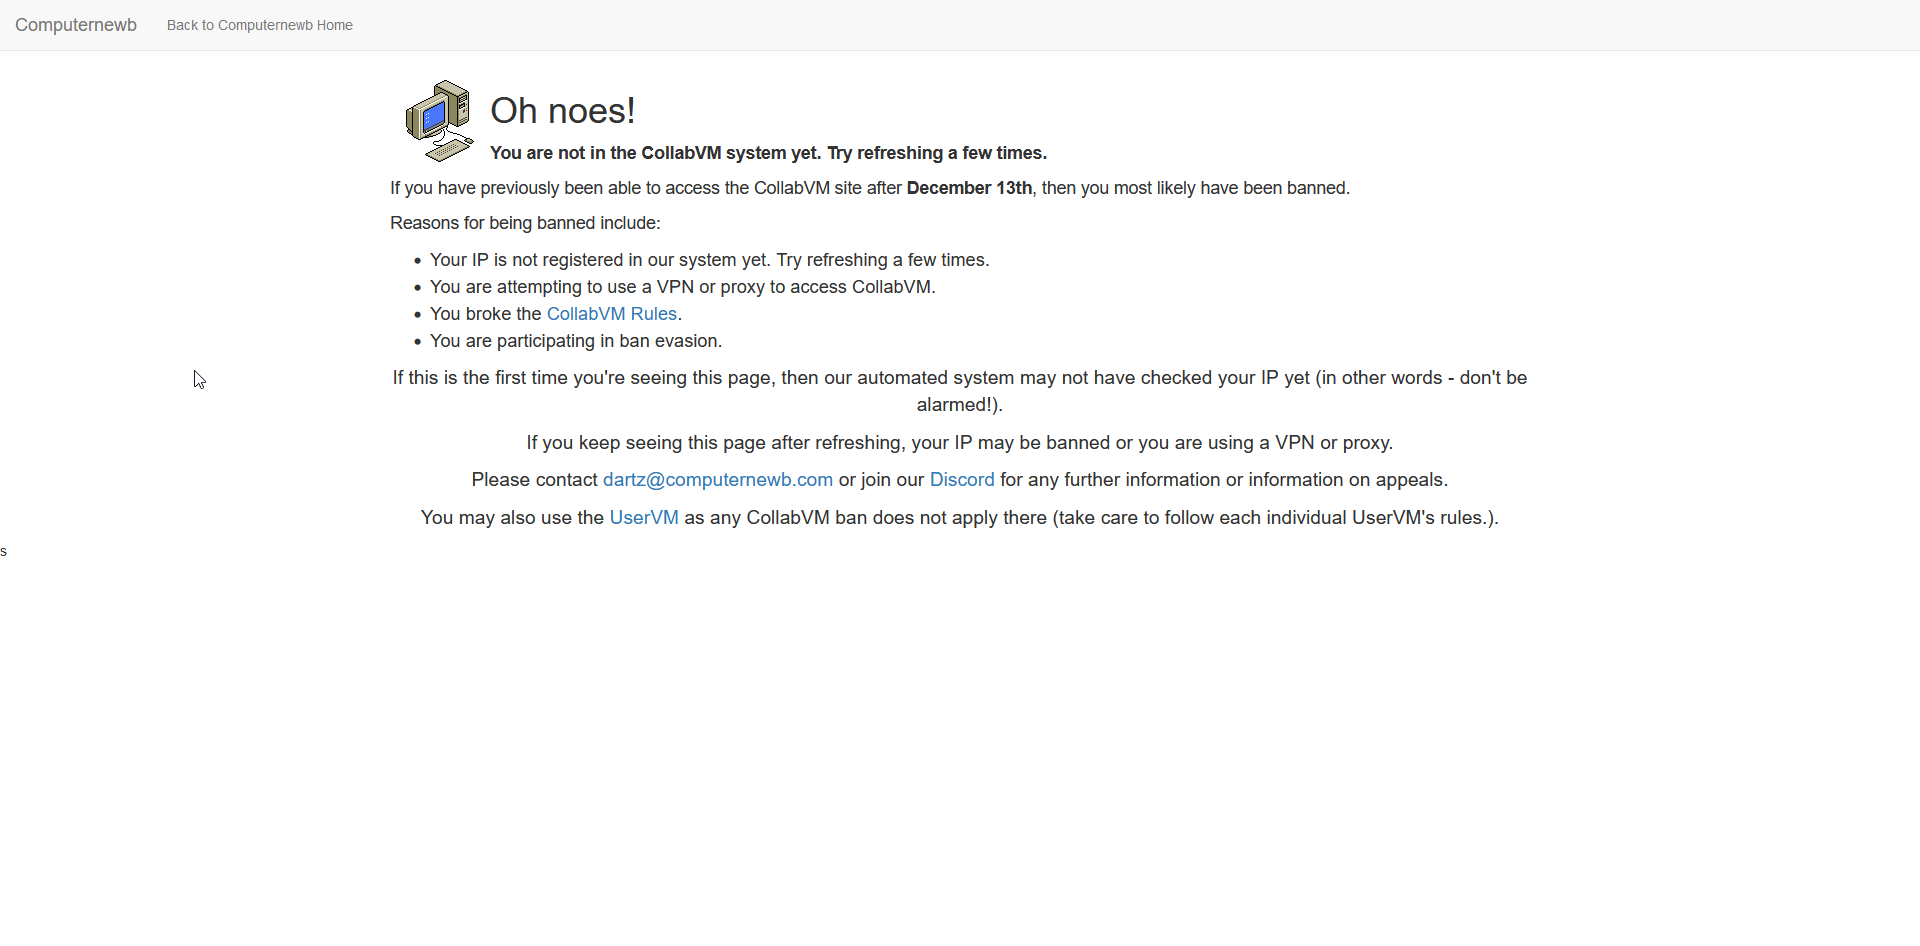 Computernewb Back to Computernewb Home
Oh noes!
You are not in the CollabVM system yet. Try refreshing a few times.
If you have previously been able to access the CollabVM site after December 13th, then you most likely have been banned.
Reasons for being banned include:
Your IP is not registered in our system yet. Try refreshing a few times.
You are attempting to use a VPN or proxy to access CollabVM.
You broke the CollabVM Rules.
You are participating in ban evasion.
If this is the first time you're seeing this page, then our automated system may not have checked your IP yet (in other words - don't be
alarmed!).
If you keep seeing this page after refreshing, your IP may be banned or you are using a VPN or proxy.
Please contact dartz@computernewb.com or join our Discord for any further information or information on appeals.
You may also use the UserVM as any CollabVM ban does not apply there (take care to follow each individual UserVM's rules.).
s